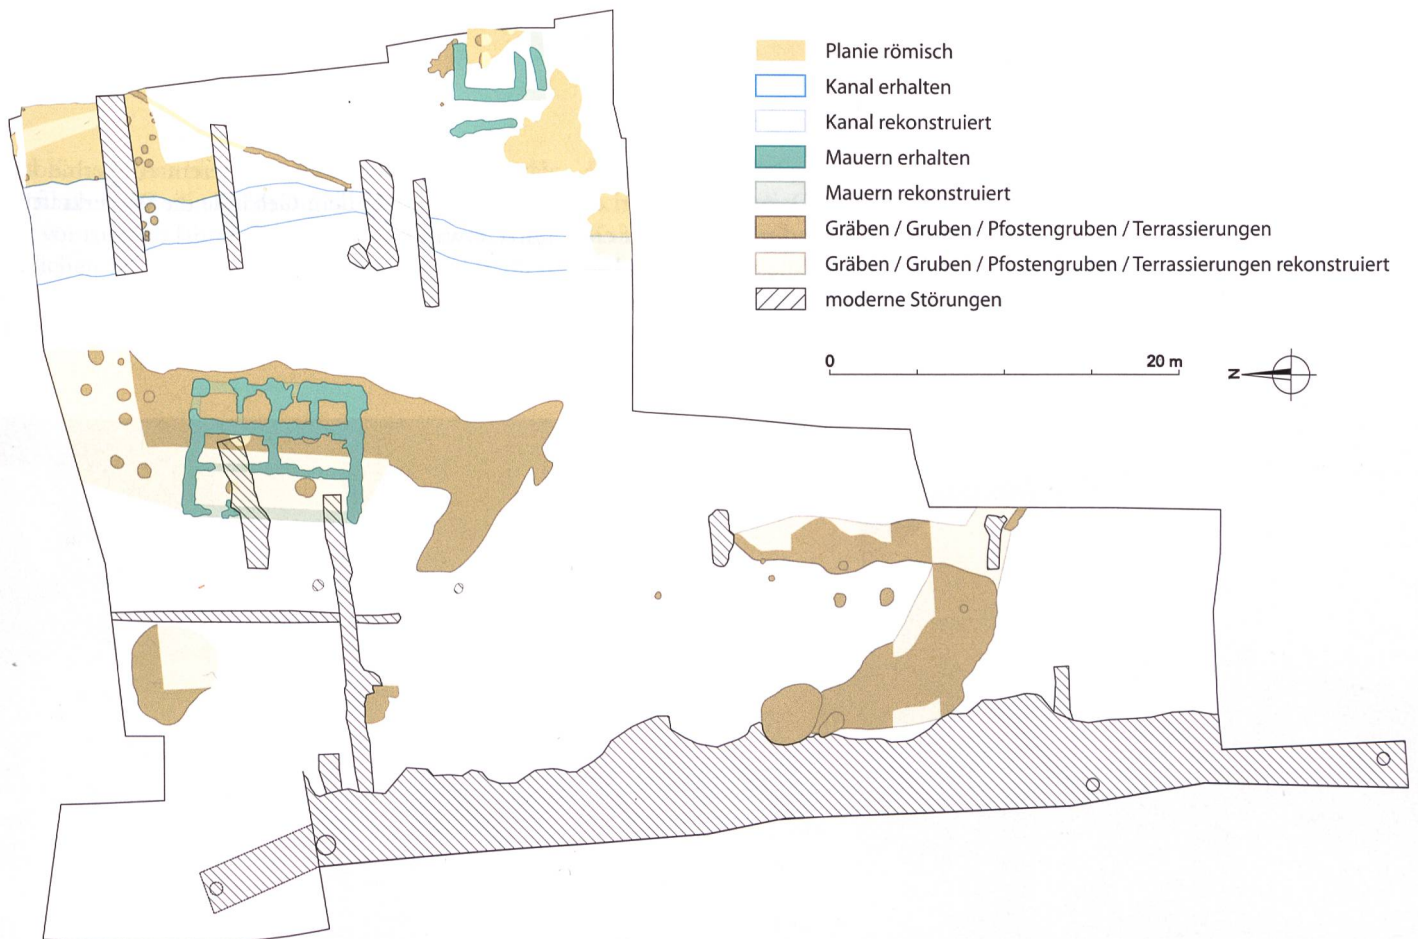 Planie römisch
Kanal erhalten
Kanal rekonstruiert
Mauern erhalten
Mauern rekonstruiert
Gräben / Gruben / Pfostengruben / Terrassierungen
Gräben / Gruben / Pfostengruben / Terrassierungen rekonstruiert
moderne Störungen
0 20 m
N